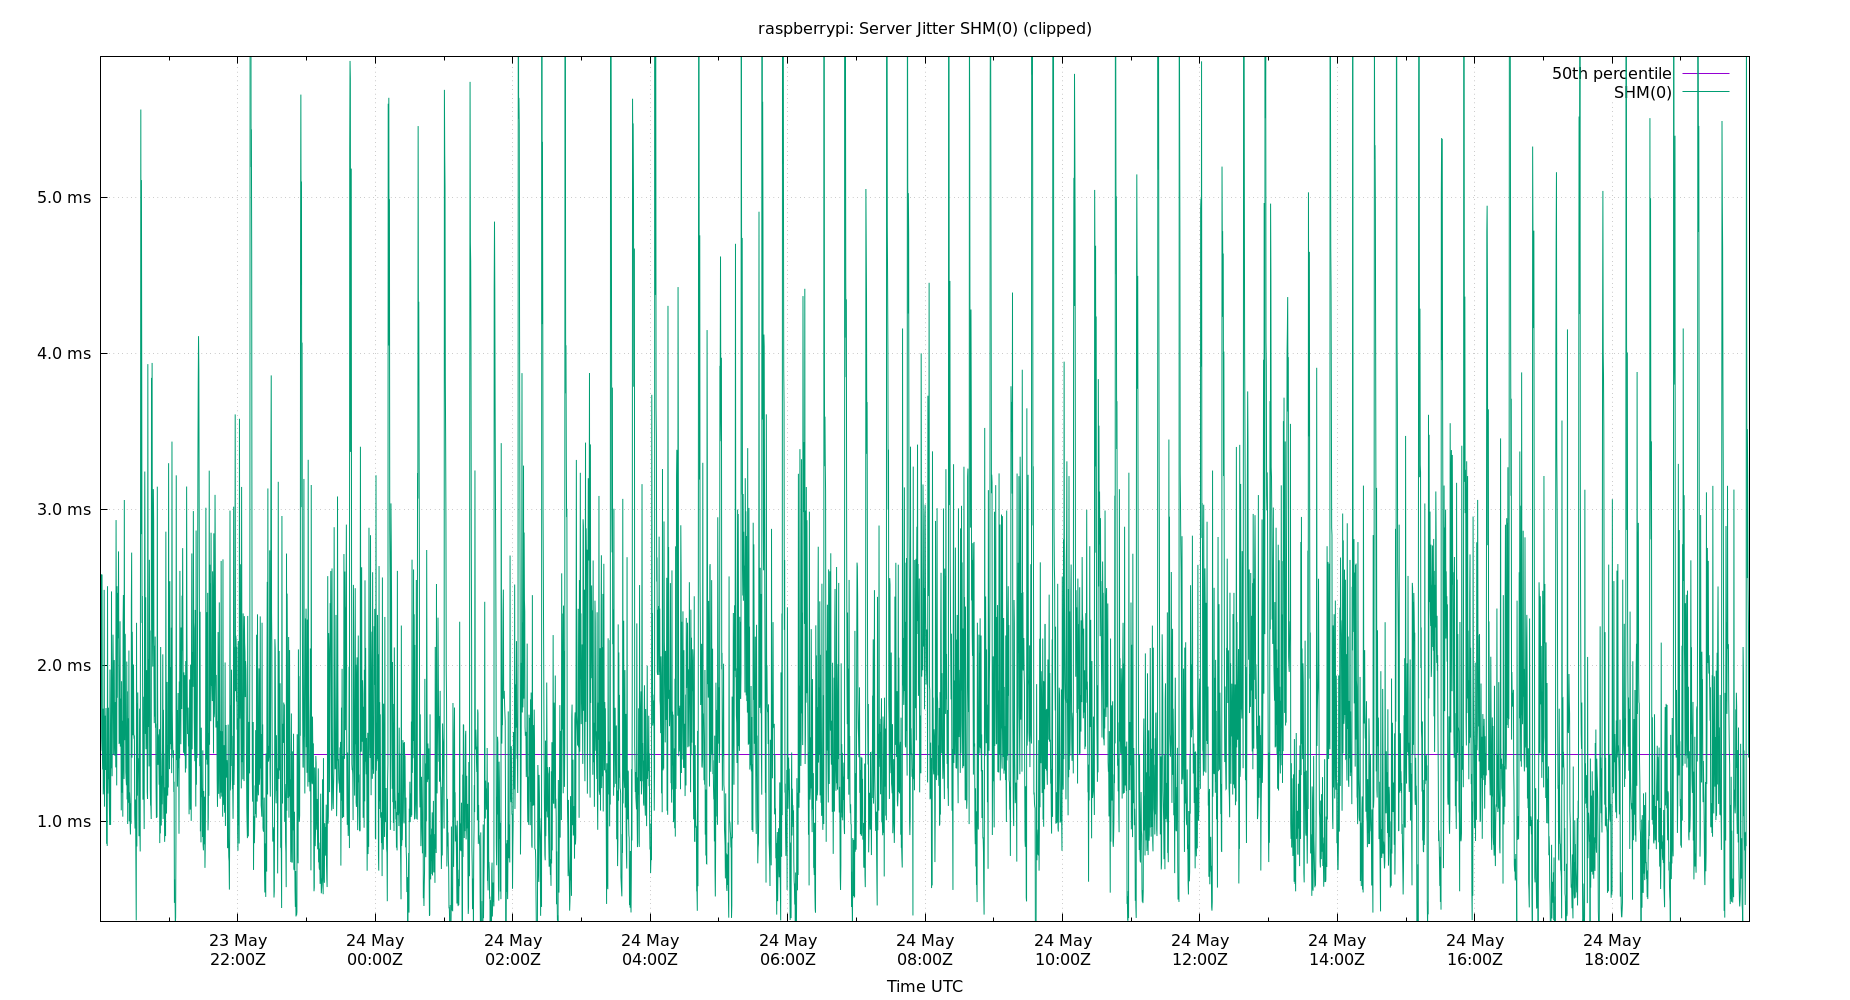 raspberrypi: Server Jitter SHM(0) (clipped)
50th percentile
SHM(0)
5.0 ms
4.0 ms
3.0 ms
2.0 ms
1.0 ms
23 May 24 May 24 May 24 May 24 May 24 May 24 May 24 May 24 May 24 May 24 May
22:00Z 00:00Z 02:00Z 04:00Z 06:00Z 08:00Z 10:00Z 12:00Z 14:00Z 16:00Z 18:00Z
Time UTC